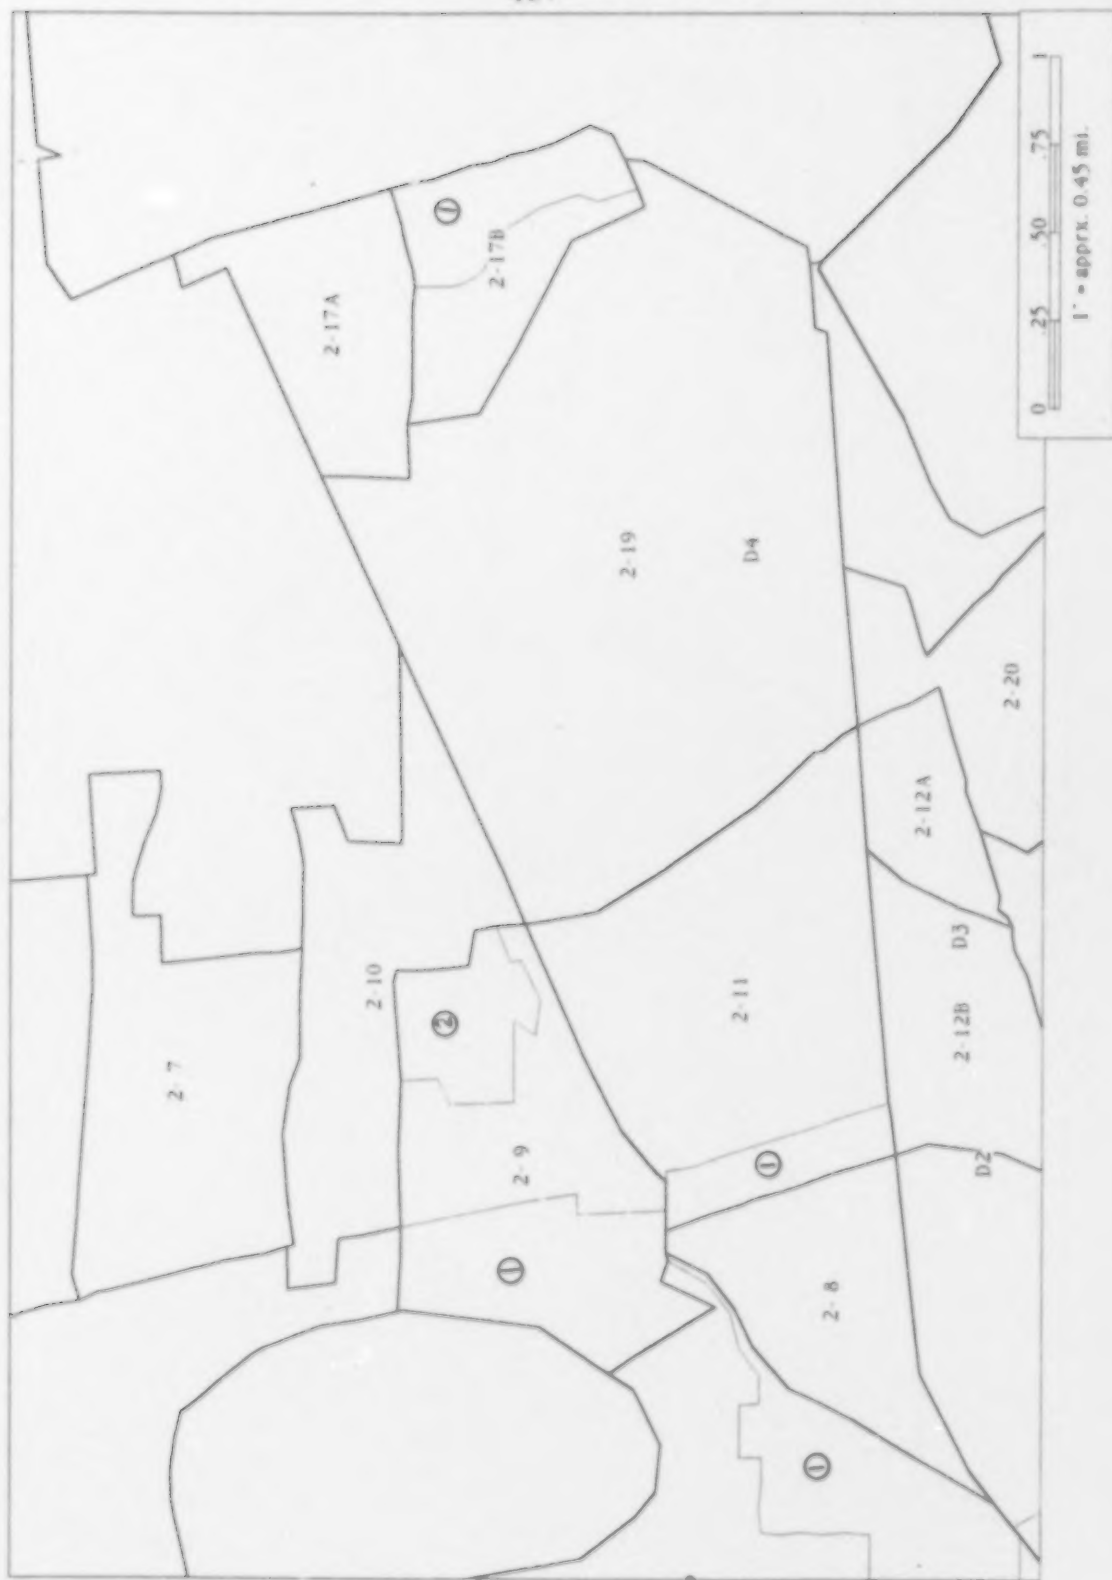 2-7
2-10
②
2-9
①
2-17A
①
2-17B
2-19
D4
2-11
①
2-8
①
2-12A
D3
2-12B
D2
2-20
0 .25 .50 .75 1
1" = apprx. 0.45 mi.